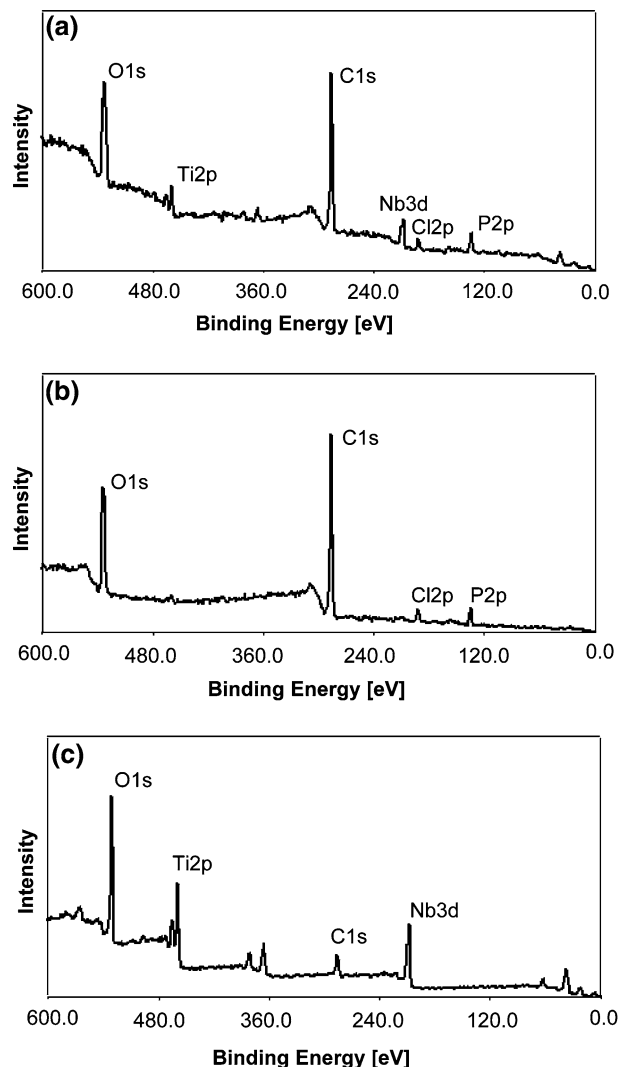 (a)
O1s
C1s
Ti2p
Nb3d
Cl2p
P2p
Intensity
600.0 480.0 360.0 240.0 120.0 0.0
Binding Energy [eV]
(b)
C1s
O1s
Cl2p P2p
Intensity
600.0 480.0 360.0 240.0 120.0 0.0
Binding Energy [eV]
(c)
O1s
Ti2p
Nb3d
C1s
Intensity
600.0 480.0 360.0 240.0 120.0 0.0
Binding Energy [eV]